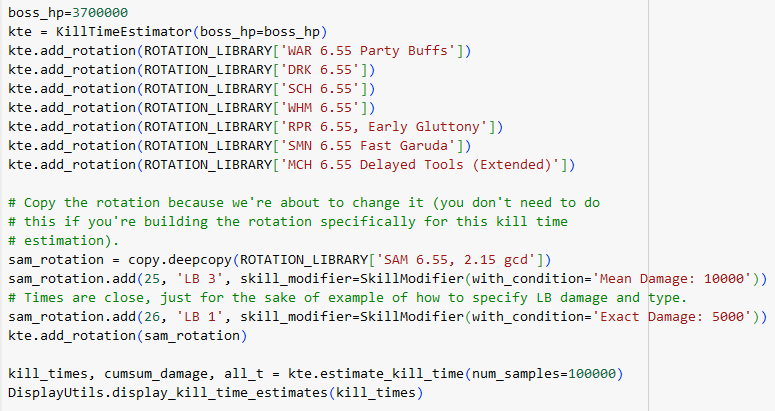 boss_hp=3700000
kte = KillTimeEstimator(boss_hp=boss_hp)
kte.add_rotation(ROTATION_LIBRARY['WAR 6.55 Party Buffs'])
kte.add_rotation(ROTATION_LIBRARY['DRK 6.55'])
kte.add_rotation(ROTATION_LIBRARY['SCH 6.55'])
kte.add_rotation(ROTATION_LIBRARY['WHM 6.55'])
kte.add_rotation(ROTATION_LIBRARY['RPR 6.55, Early Gluttony'])
kte.add_rotation(ROTATION_LIBRARY['SMN 6.55 Fast Garuda'])
kte.add_rotation(ROTATION_LIBRARY['MCH 6.55 Delayed Tools (Extended)'])
# Copy the rotation because we're about to change it (you don't need to do
# this if you're building the rotation specifically for this kill time
# estimation).
sam_rotation = copy.deepcopy(ROTATION_LIBRARY['SAM 6.55, 2.15 gcd'])
sam_rotation.add(25, 'LB 3', skill_modifier=SkillModifier(with_condition='Mean Damage: 10000'))
# Times are close, just for the sake of example of how to specify LB damage and type.
sam_rotation.add(26, 'LB 1', skill_modifier=SkillModifier(with_condition='Exact Damage: 5000'))
kte.add_rotation(sam_rotation)
kill_times, cumsum_damage, all_t = kte.estimate_kill_time(num_samples=100000)
DisplayUtils.display_kill_time_estimates(kill_times)